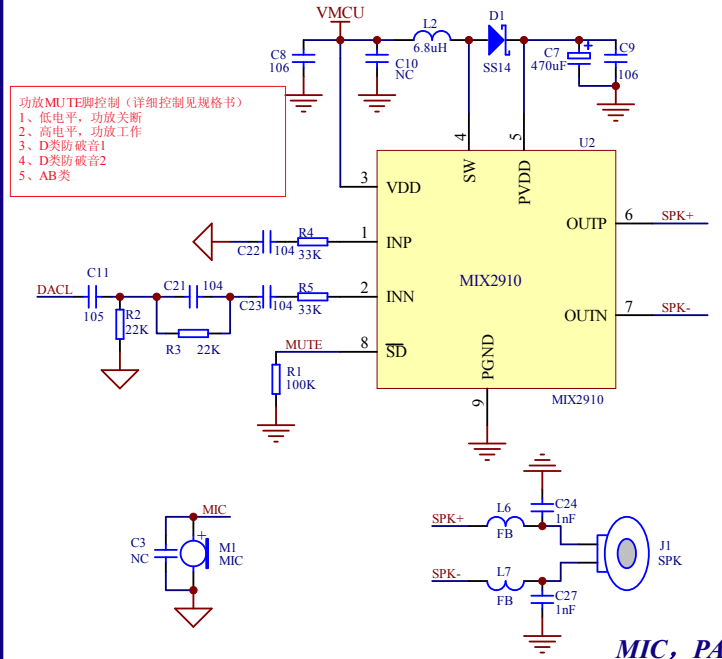 VMCU
L2
6.8uH
D1
SS14
C8
106
C10
NC
C7
470uF
C9
106
功放MUTE脚控制（详细控制见规格书）
1、低电平，功放关断
2、高电平，功放工作
3、D类防破音1
4、D类防破音2
5、AB类
4
5
U2
SW
PVDD
3
VDD
OUTP
6
SPK+
R4
1
INP
C22
104
33K
MIX2910
DACL
C11
105
C21
104
C23
104
R5
33K
2
INN
OUTN
7
SPK-
R2
22K
R3
22K
MUTE
8
SD
R1
100K
PGND
9
MIX2910
MIC
C3
NC
M1
MIC
SPK+
L6
FB
C24
1nF
J1
SPK
SPK-
L7
FB
C27
1nF
MIC，PA